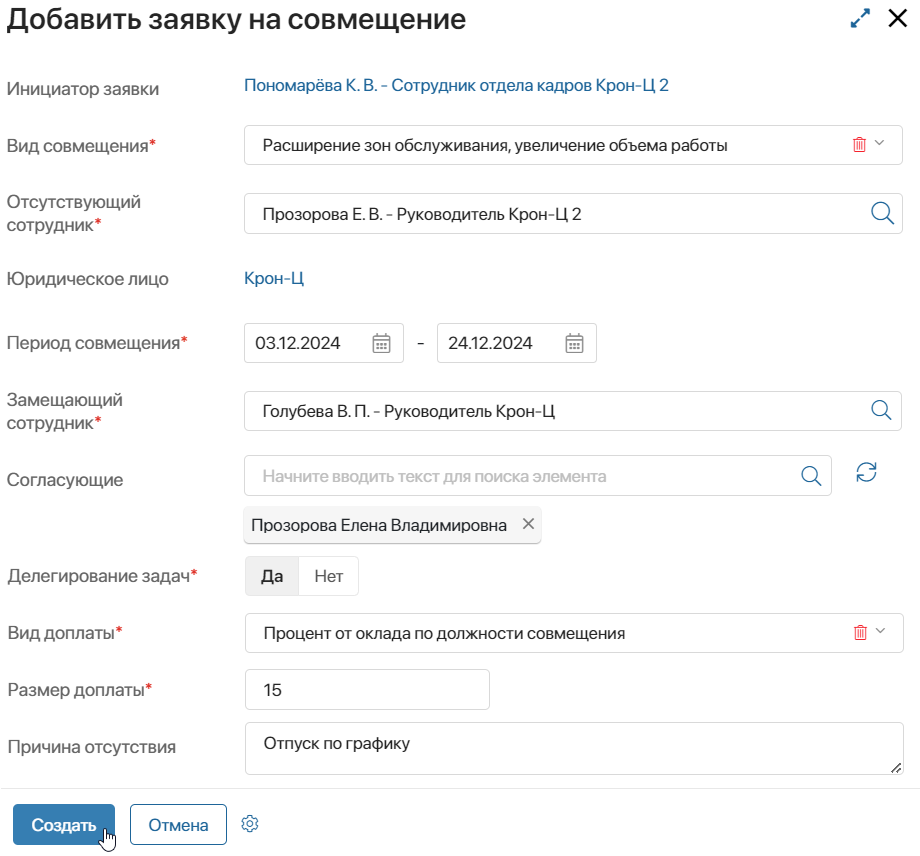 Добавить заявку на совмещение
Инициатор заявки
Пономарёва К. В. - Сотрудник отдела кадров Крон-Ц 2
Вид совмещения*
Расширение зон обслуживания, увеличение объема работы
Отсутствующий
сотрудник*
Прозорова Е. В. - Руководитель Крон-Ц 2
Юридическое лицо
Крон-Ц
Период совмещения*
03.12.2024 - 24.12.2024
Замещающий
сотрудник*
Голубева В. П. - Руководитель Крон-Ц
Согласующие
Начните вводить текст для поиска элемента
Прозорова Елена Владимировна
Делегирование задач*
Да Нет
Вид доплаты*
Процент от оклада по должности совмещения
Размер доплаты*
15
Причина отсутствия
Отпуск по графику
Создать Отмена